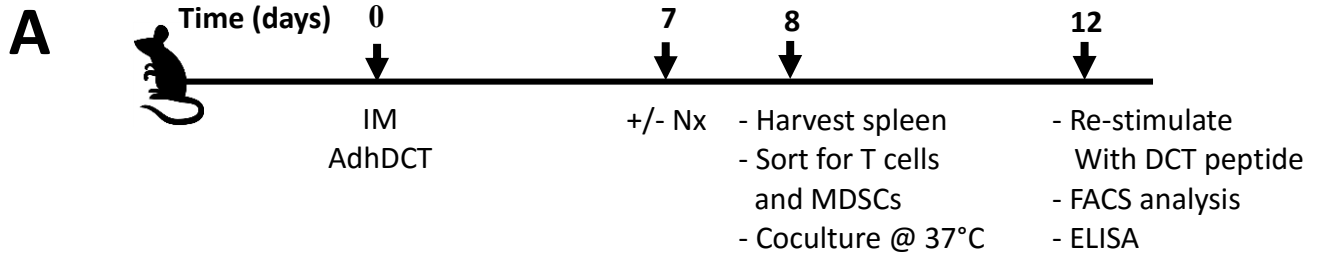 A
Time (days) 0 7 8 12
IM
AdhDCT
+/- Nx
- Harvest spleen
- Sort for T cells
and MDSCs
- Coculture @ 37°C
- Re-stimulate
With DCT peptide
- FACS analysis
- ELISA